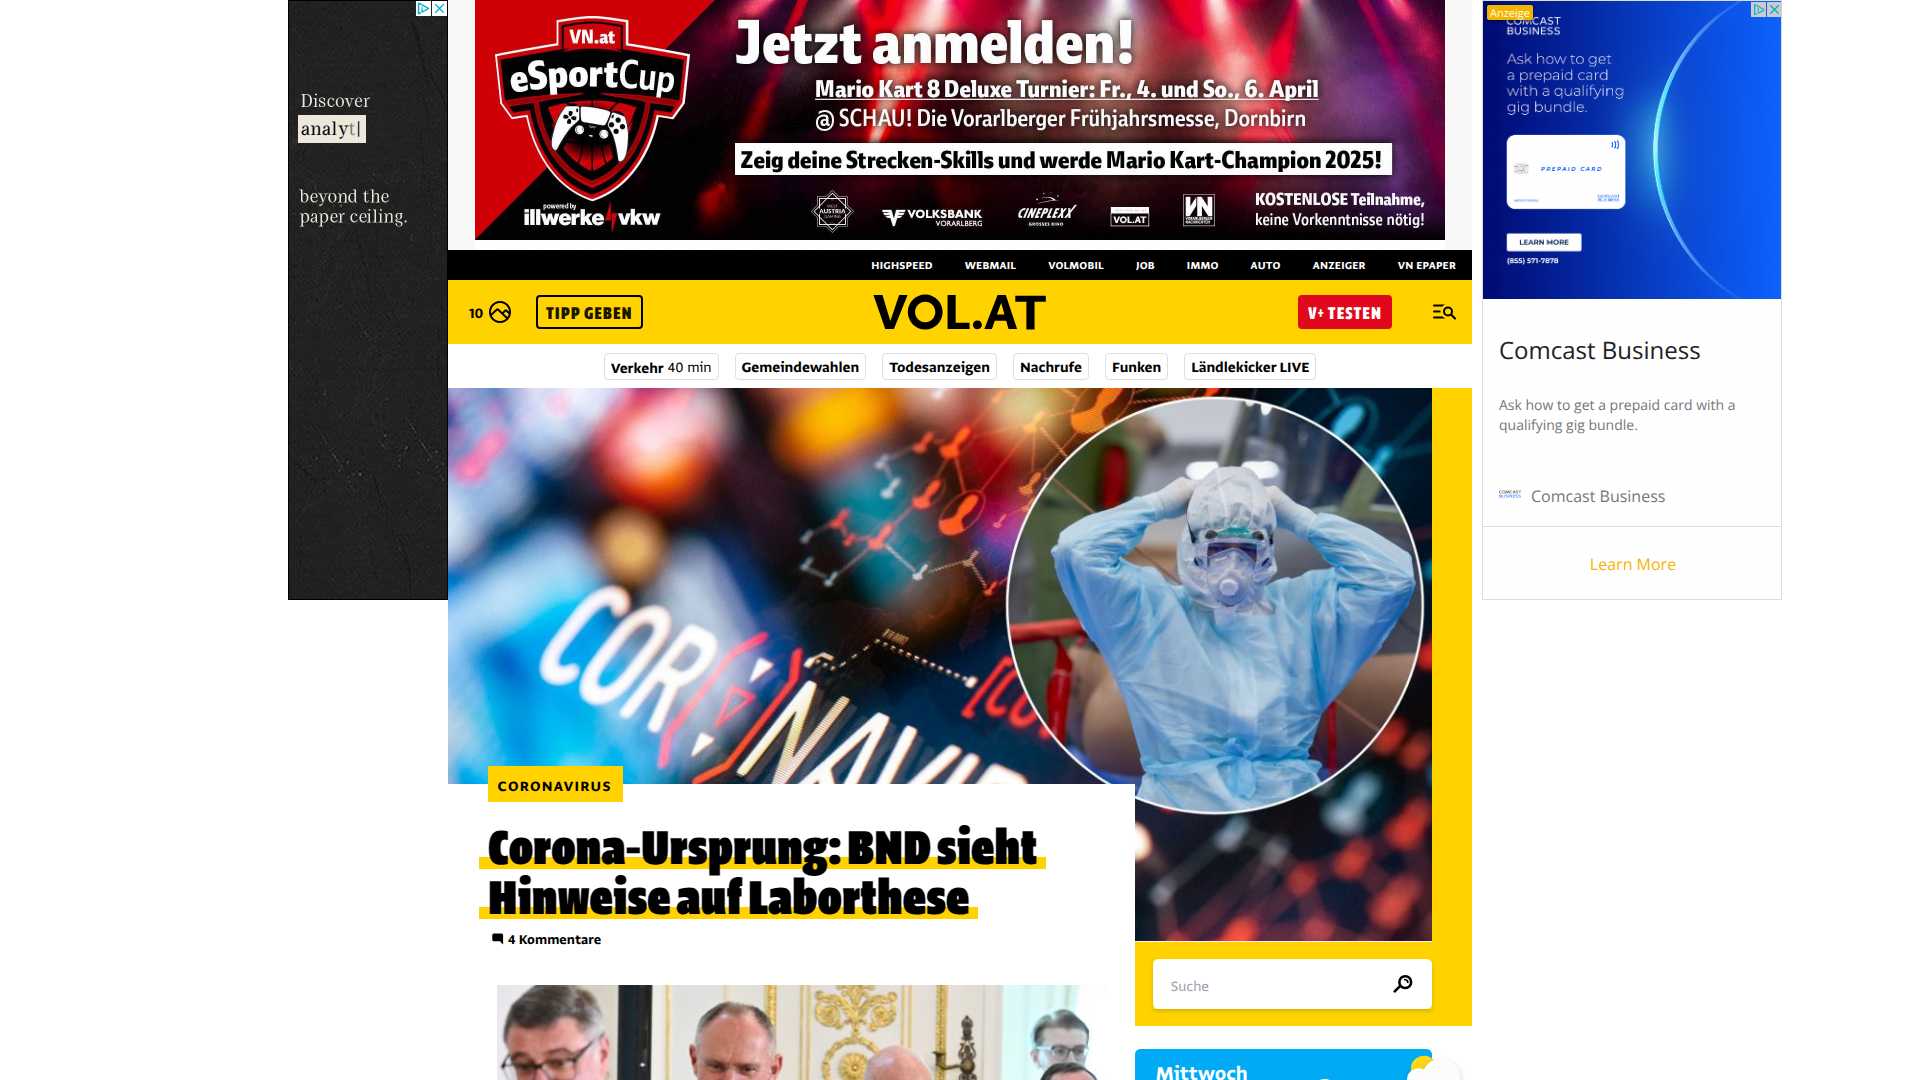 Discover
analyt|
beyond the
paper ceiling.
VN.at
eSportCup
powered by
illwerke vkw
Jetzt anmelden!
Mario Kart 8 Deluxe Turnier: Fr., 4. und So., 6. April
@ SCHAU! Die Vorarlberger Frühjahrsmesse, Dornbirn
Zeig deine Strecken-Skills und werde Mario Kart-Champion 2025!
AUSTRIA
VOLKSBANK
VORARLBERG
CINEPLEXX
GROSSES KINO
VOL.AT
VN
KOSTENLOSE Teilnahme,
keine Vorkenntnisse nötig!
Anzeige
COMCAST
BUSINESS
Ask how to get
a prepaid card
with a qualifying
gig bundle.
PREPAID CARD
LEARN MORE
(855) 571-7878
HIGHSPEED WEBMAIL VOLMOBIL JOB IMMO AUTO ANZEIGER VN EPAPER
10 TIPP GEBEN VOL.AT V+ TESTEN
Verkehr 40 min Gemeindewahlen Todesanzeigen Nachrufe Funken Ländlekicker LIVE
Comcast Business
Ask how to get a prepaid card with a
qualifying gig bundle.
COMCAST
BUSINESS
Comcast Business
Learn More
CORONAVIRUS
Corona-Ursprung: BND sieht
Hinweise auf Laborthese
4 Kommentare
Suche
Mittwoch